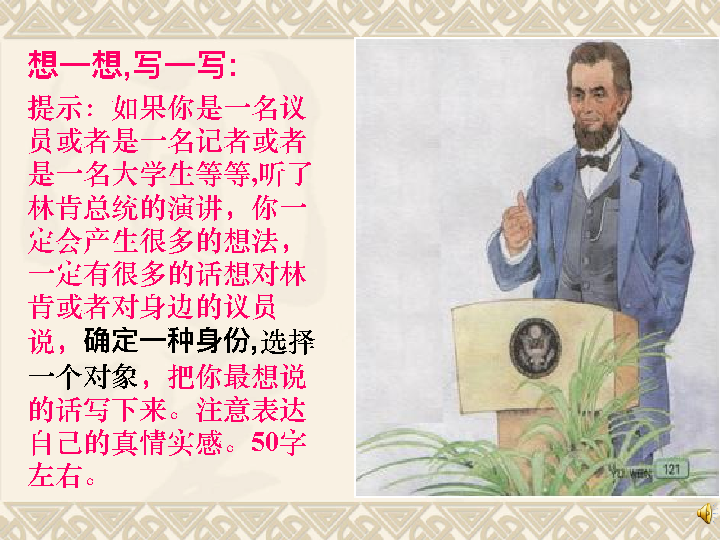 想一想,写一写:
提示：如果你是一名议
员或者是一名记者或者
是一名大学生等等,听了
林肯总统的演讲，你一
定会产生很多的想法，
一定有很多的话想对林
肯或者对身边的议员
说，确定一种身份,选择
一个对象，把你最想说
的话写下来。注意表达
自己的真情实感。50字
左右。
YU WEN 121